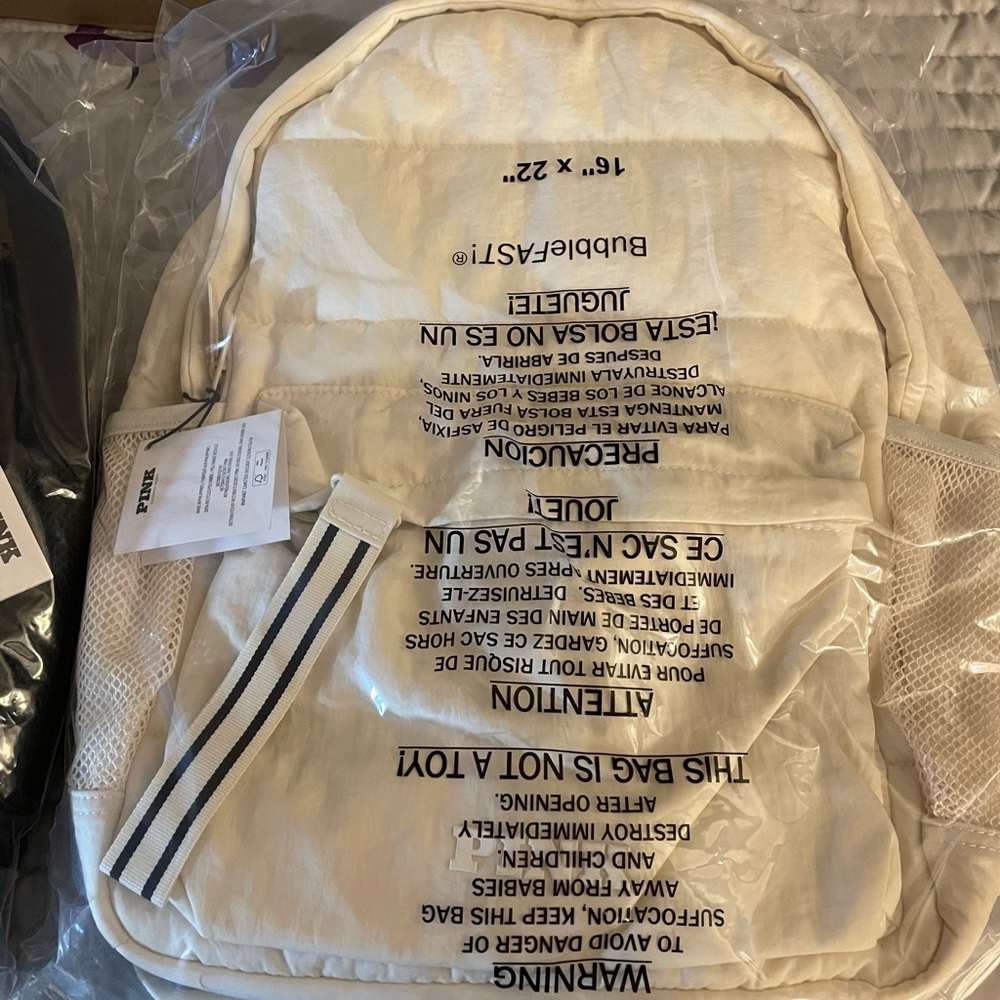 WARNING
TO AVOID DANGER OF
SUFFOCATION, KEEP THIS BAG
AWAY FROM BABIES
AND CHILDREN.
DESTROY IMMEDIATELY
AFTER OPENING.
THIS BAG IS NOT A TOY!
ATTENTION
POUR EVITAR TOUT RISQUE DE
SUFFOCATION, GARDEZ CE SAC HORS
DE PORTEE DE MAIN DES ENFANTS
ET DES BEBES. DETRUISEZ-LE
IMMEDIATEMENT APRES OUVERTURE.
CE SAC N'EST PAS UN
JOUET!
PRECAUCION
PARA EVITAR EL PELIGRO DE ASFIXIA,
MANTENGA ESTA BOLSA FUERA DEL
ALCANCE DE LOS BEBES Y LOS NINOS,
DESTRUYALA INMEDIATEMENTE
DESPUES DE ABRIRLA.
¡ESTA BOLSA NO ES UN
JUGUETE!
BubbleFAST!®
16" x 22"
PINK
PINK
PINK